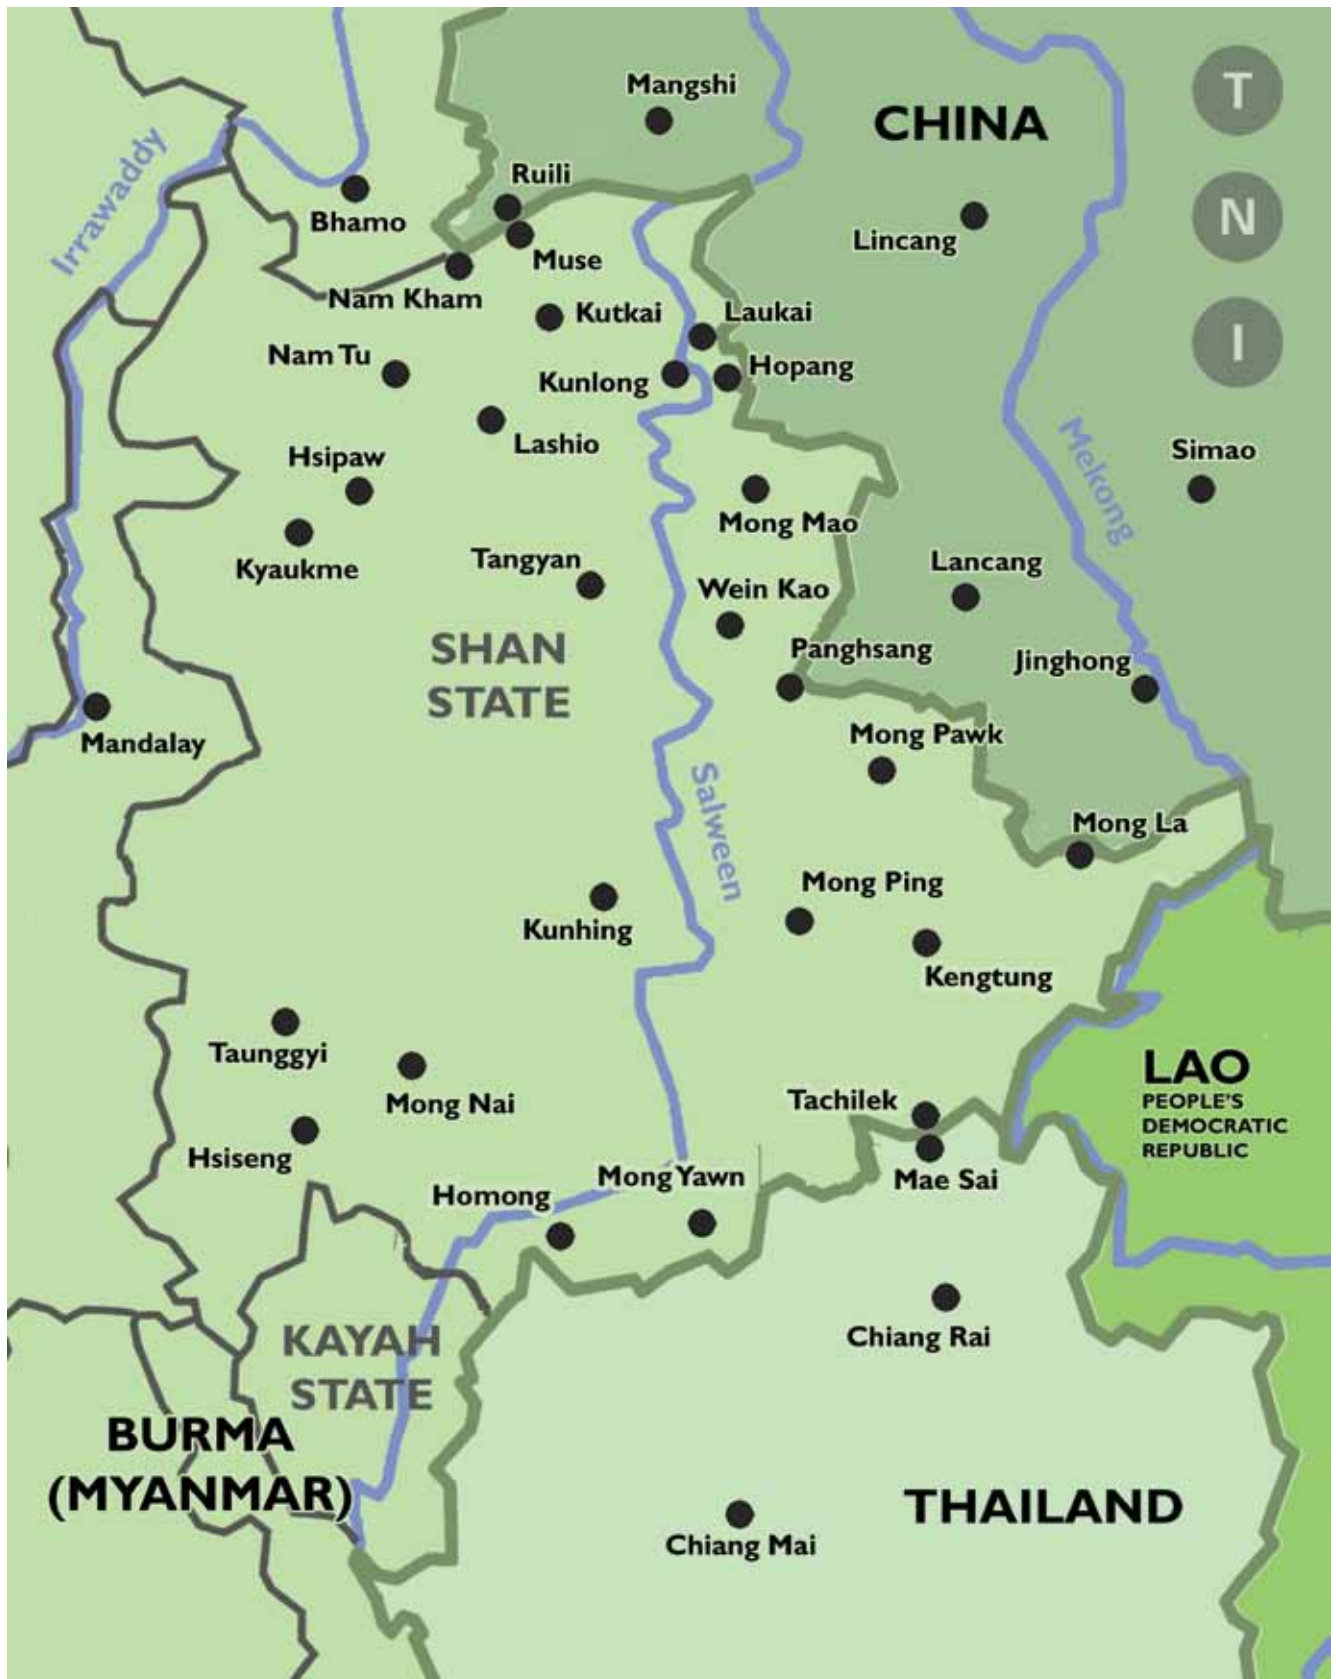 Mangshi
T
CHINA
Irrawaddy
Ruili
N
Bhamo
Lincang
Muse
Nam Kham
Kutkai
Laukai
I
Nam Tu
Kunlong
Hopang
Lashio
Hsipaw
Mekong
Simao
Mong Mao
Kyaukme
Tangyan
Lancang
Wein Kao
SHAN
STATE
Panghsang
Jinghong
Mandalay
Mong Pawk
Salween
Mong La
Mong Ping
Kunhing
Kengtung
Taunggyi
LAO
PEOPLE'S
DEMOCRATIC
REPUBLIC
Mong Nai
Tachilek
Hsiseng
Mong Yawn
Mae Sai
Homong
Chiang Rai
KAYAH
STATE
BURMA
(MYANMAR)
THAILAND
Chiang Mai